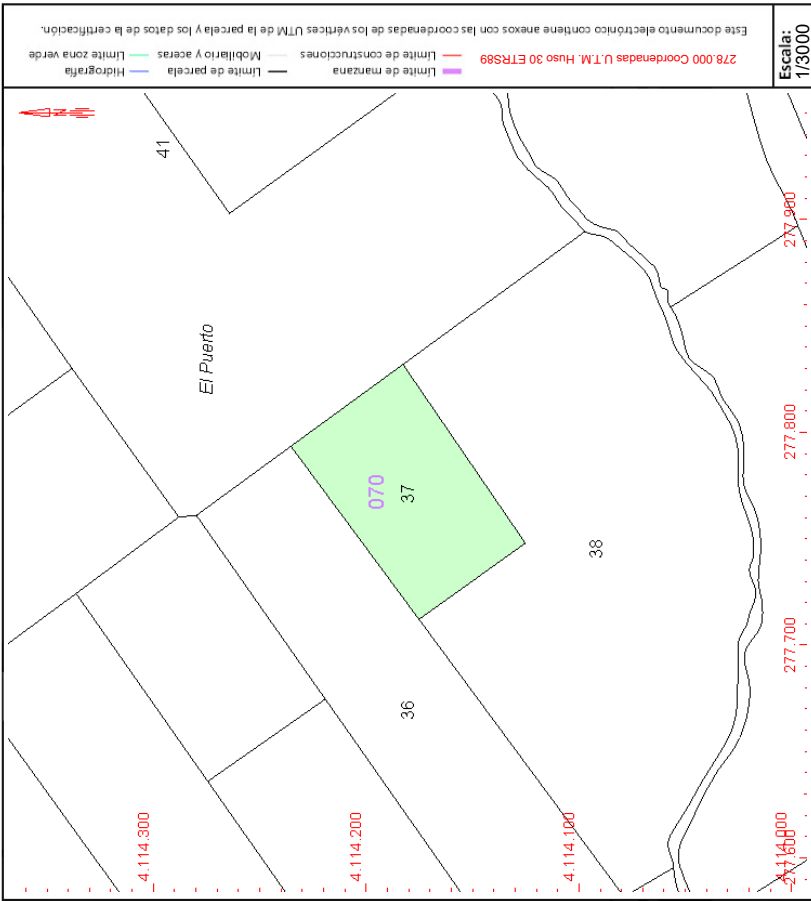 Escala:
1/3000
278.000 Coordenadas U.T.M. Huso 30 ETRS89
Límite de manzana
Límite de parcela
Hidrografía
Límite de construcciones
Mobiliario y aceras
Límite zona verde
Este documento electrónico contiene anexos con las coordenadas de los vértices UTM de la parcela y los datos de la certificación.
41
El Puerto
070
37
38
36
4.114.300
4.114.200
4.114.100
4.114.000
277.600
277.700
277.800
277.900